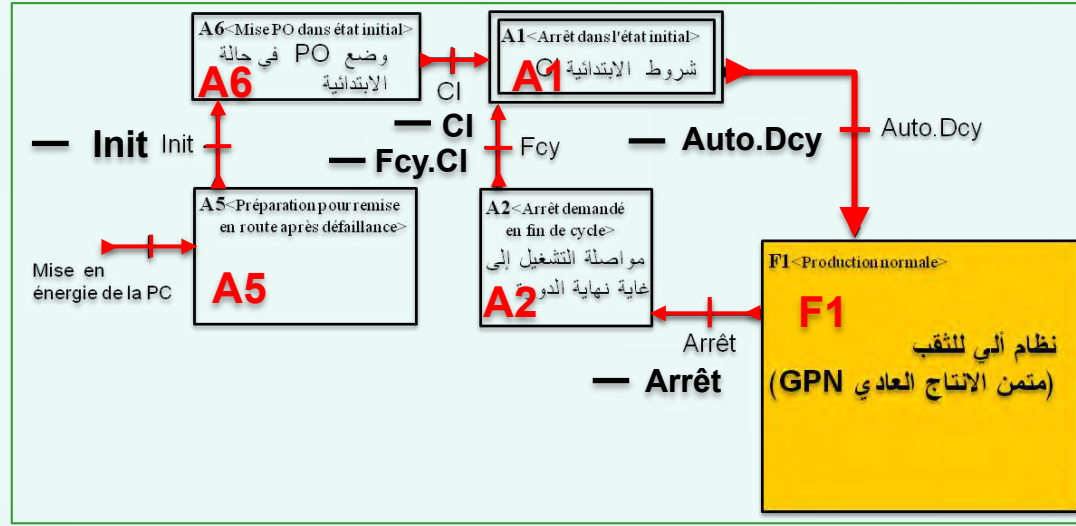 A6<Mise PO dans état initial>
وضع PO في حالة
الابتدائية
A6
CI
— CI
A1<Arrêt dans l'état initial>
شروط الابتدائية CI
A1
— Auto.Dcy
Auto.Dcy
— Init
Init
— Fcy.CI
Fcy
A5<Préparation pour remise
en route après défaillance>
A5
Mise en
énergie de la PC
A2<Arrêt demandé
en fin de cycle>
مواصلة التشغيل إلى
غاية نهاية الدورة
A2
Arrêt
— Arrêt
F1<Production normale>
F1
نظام ألي للثقب
(متمن الانتاج العادي GPN)